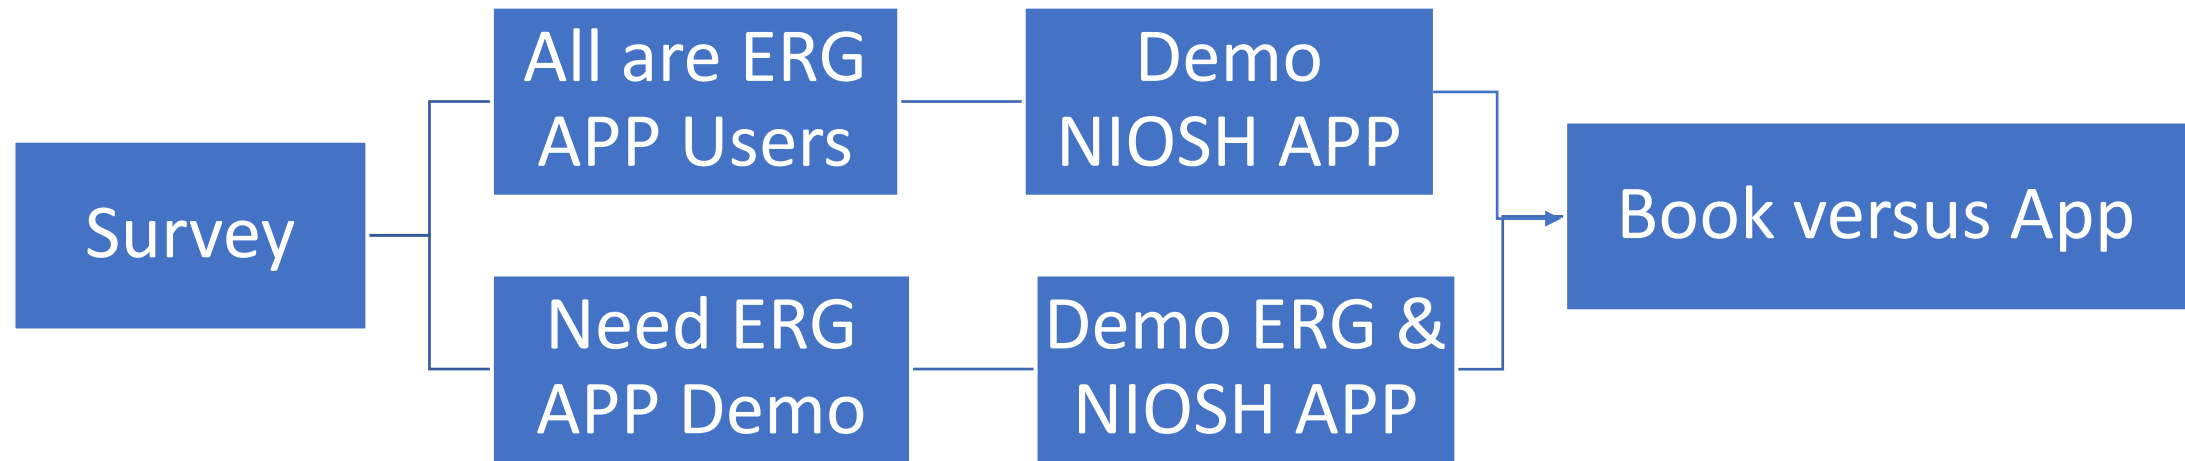 Survey
All are ERG
APP Users
Demo
NIOSH APP
Need ERG
APP Demo
Demo ERG &
NIOSH APP
Book versus App